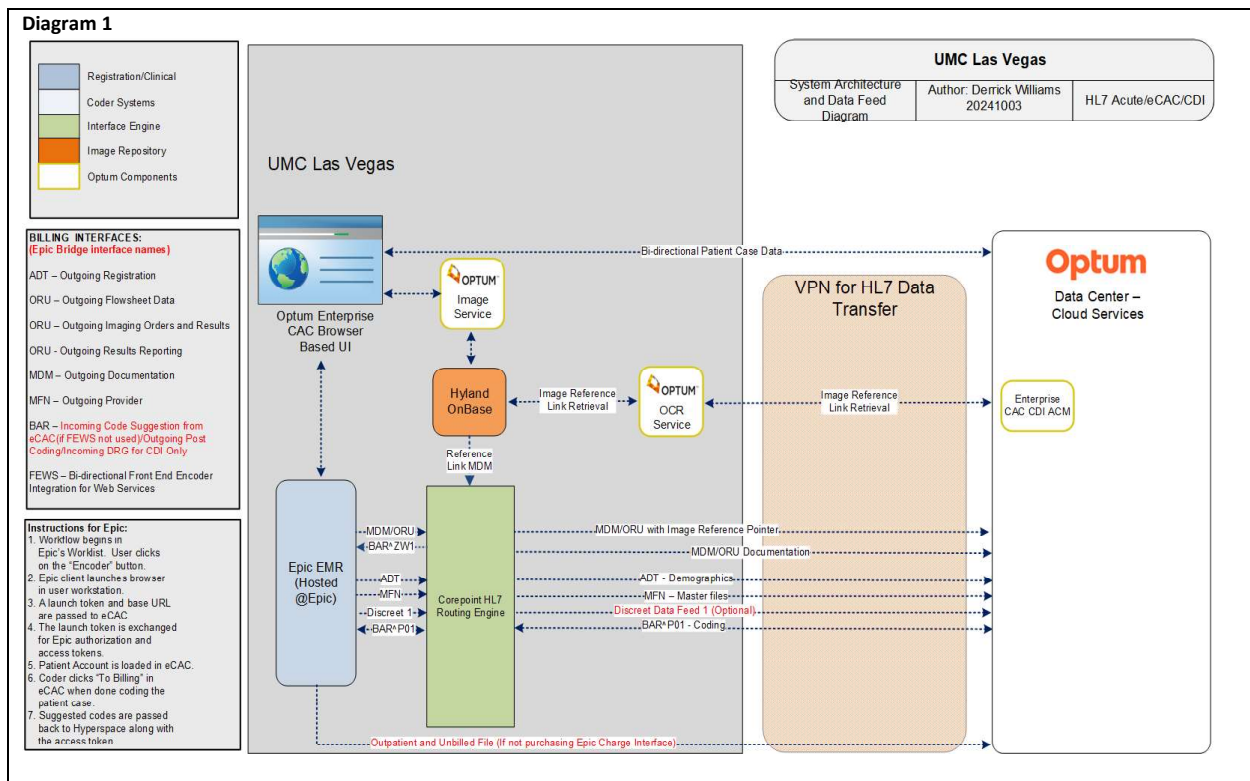 Diagram 1
Registration/Clinical
Coder Systems
Interface Engine
Image Repository
Optum Components
BILLING INTERFACES:
(Epic Bridge interface names)
ADT – Outgoing Registration
ORU – Outgoing Flowsheet Data
ORU – Outgoing Imaging Orders and Results
ORU - Outgoing Results Reporting
MDM – Outgoing Documentation
MFN – Outgoing Provider
BAR – Incoming Code Suggestion from
eCAC(if FEWS not used)/Outgoing Post
Coding/Incoming DRG for CDI Only
FEWS – Bi-directional Front End Encoder
Integration for Web Services
Instructions for Epic:
1. Workflow begins in
Epic's Worklist. User clicks
on the "Encoder" button.
2. Epic client launches browser
in user workstation.
3. A launch token and base URL
are passed to eCAC
4. The launch token is exchanged
for Epic authorization and
access tokens.
5. Patient Account is loaded in eCAC.
6. Coder clicks "To Billing" in
eCAC when done coding the
patient case.
7. Suggested codes are passed
back to Hyperspace along with
the access token
UMC Las Vegas
System Architecture
and Data Feed
Diagram
Author: Derrick Williams
20241003
HL7 Acute/eCAC/CDI
UMC Las Vegas
Optum Enterprise
CAC Browser
Based UI
OPTUM™
Image
Service
Hyland
OnBase
Reference
Link MDM
Image Reference
Link Retrieval
OPTUM™
OCR
Service
Image Reference
Link Retrieval
Bi-directional Patient Case Data
VPN for HL7 Data
Transfer
Optum
Data Center –
Cloud Services
Enterprise
CAC CDI ACM
Epic EMR
(Hosted
@Epic)
MDM/ORU
BAR^ZW1
ADT
MFN
Discreet 1
BAR^P01
Corepoint HL7
Routing Engine
MDM/ORU with Image Reference Pointer
MDM/ORU Documentation
ADT - Demographics
MFN – Master files
Discreet Data Feed 1 (Optional)
BAR^P01 - Coding
Outpatient and Unbilled File (If not purchasing Epic Charge Interface)